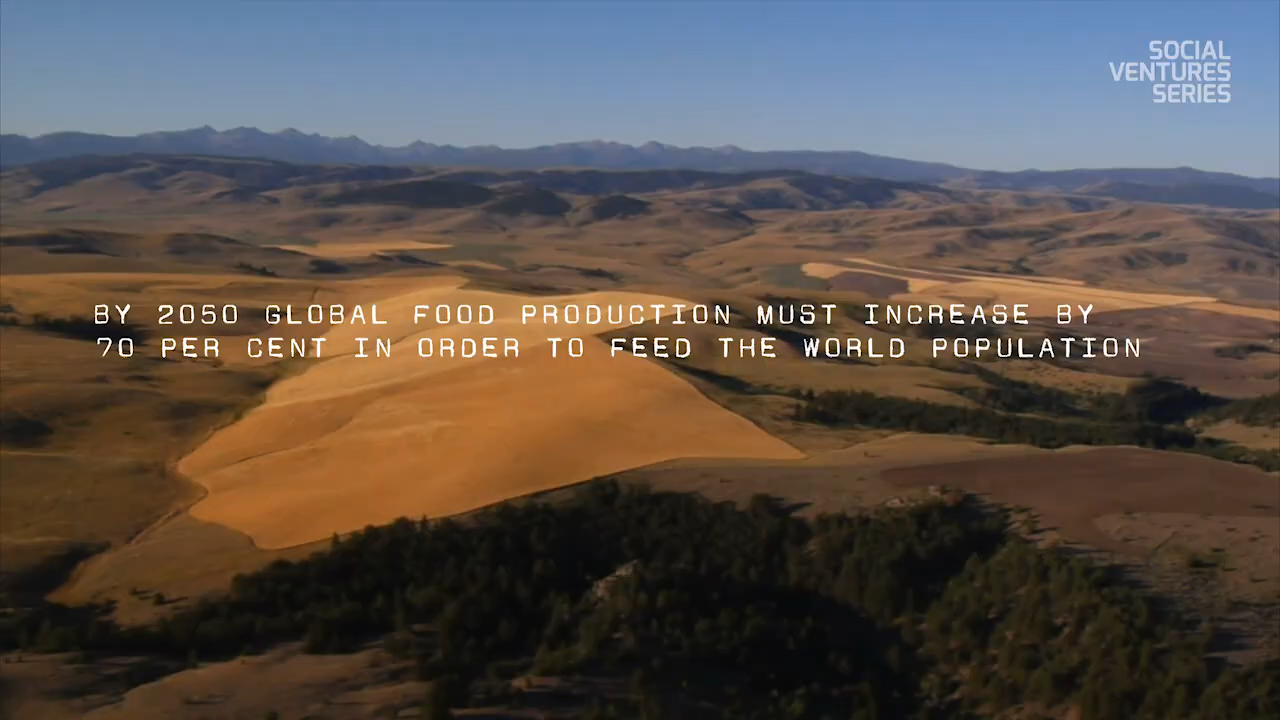 SOCIAL
VENTURES
SERIES
BY 2050 GLOBAL FOOD PRODUCTION MUST INCREASE BY
70 PER CENT IN ORDER TO FEED THE WORLD POPULATION